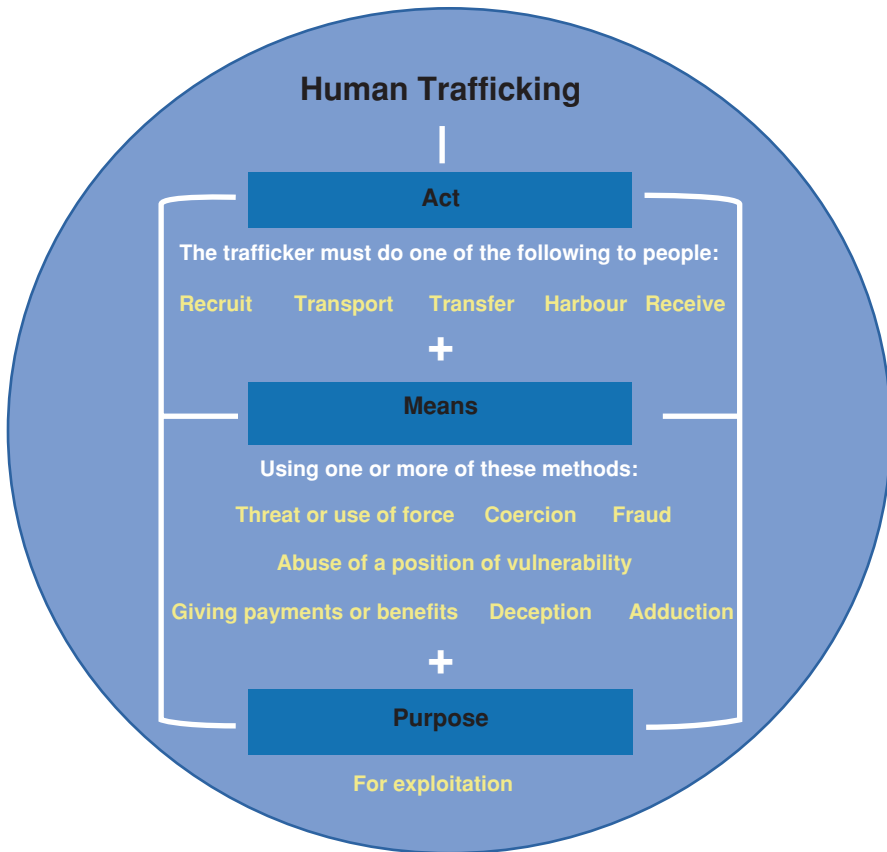 Human Trafficking
Act
The trafficker must do one of the following to people:
Recruit Transport Transfer Harbour Receive
+
Means
Using one or more of these methods:
Threat or use of force Coercion Fraud
Abuse of a position of vulnerability
Giving payments or benefits Deception Adduction
+
Purpose
For exploitation